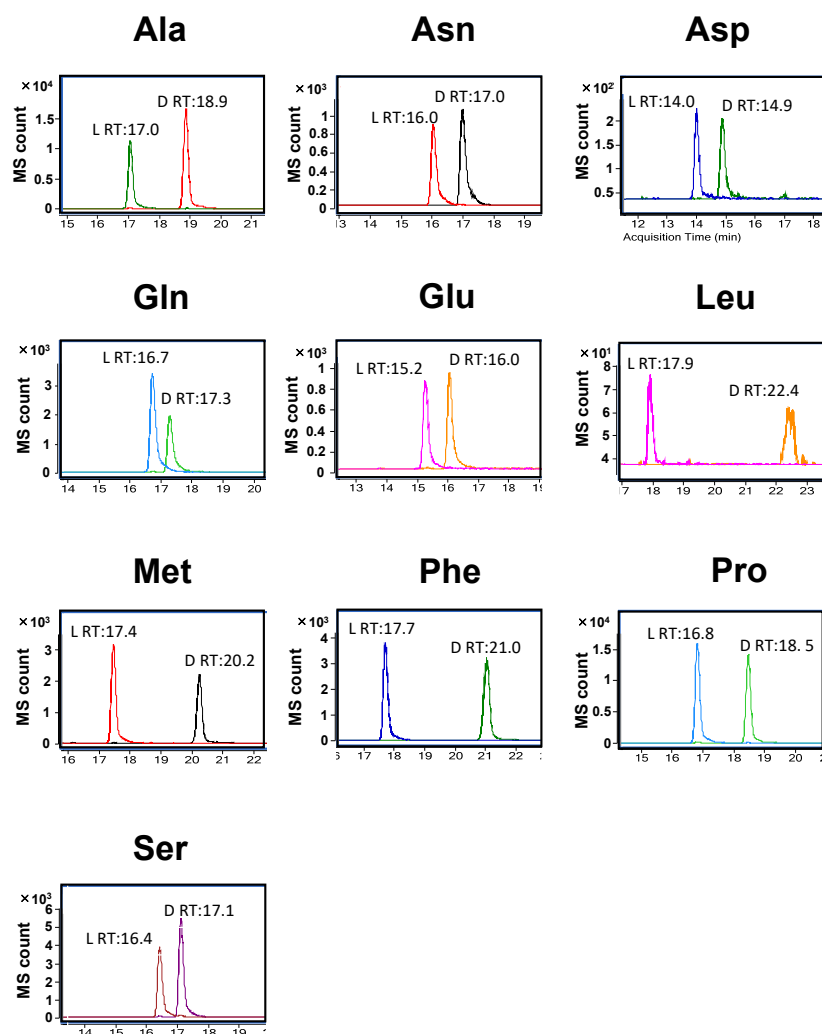 Ala
Asn
Asp
×10⁴
MS count
1.5
1
0.5
0
L RT:17.0
D RT:18.9
15 16 17 18 19 20 21
×10³
MS count
1
0.8
0.6
0.4
0.2
0
L RT:16.0
D RT:17.0
13 14 15 16 17 18 19
×10²
MS count
2
1.5
1
0.5
L RT:14.0
D RT:14.9
12 13 14 15 16 17 18
Acquisition Time (min)
Gln
Glu
Leu
×10³
MS count
3
2
1
0
L RT:16.7
D RT:17.3
14 15 16 17 18 19 20
×10³
MS count
1
0.8
0.6
0.4
0.2
0
L RT:15.2
D RT:16.0
13 14 15 16 17 18 19
×10¹
MS count
8
7
6
5
4
L RT:17.9
D RT:22.4
7 18 19 20 21 22 23
Met
Phe
Pro
×10³
MS count
3
2
1
0
L RT:17.4
D RT:20.2
16 17 18 19 20 21 22
×10³
MS count
4
3
2
1
0
L RT:17.7
D RT:21.0
6 17 18 19 20 21 22
×10⁴
MS count
1.5
1
0.5
0
L RT:16.8
D RT:18. 5
15 16 17 18 19 20
Ser
×10³
MS count
6
5
4
3
2
1
0
L RT:16.4
D RT:17.1
14 15 16 17 18 19